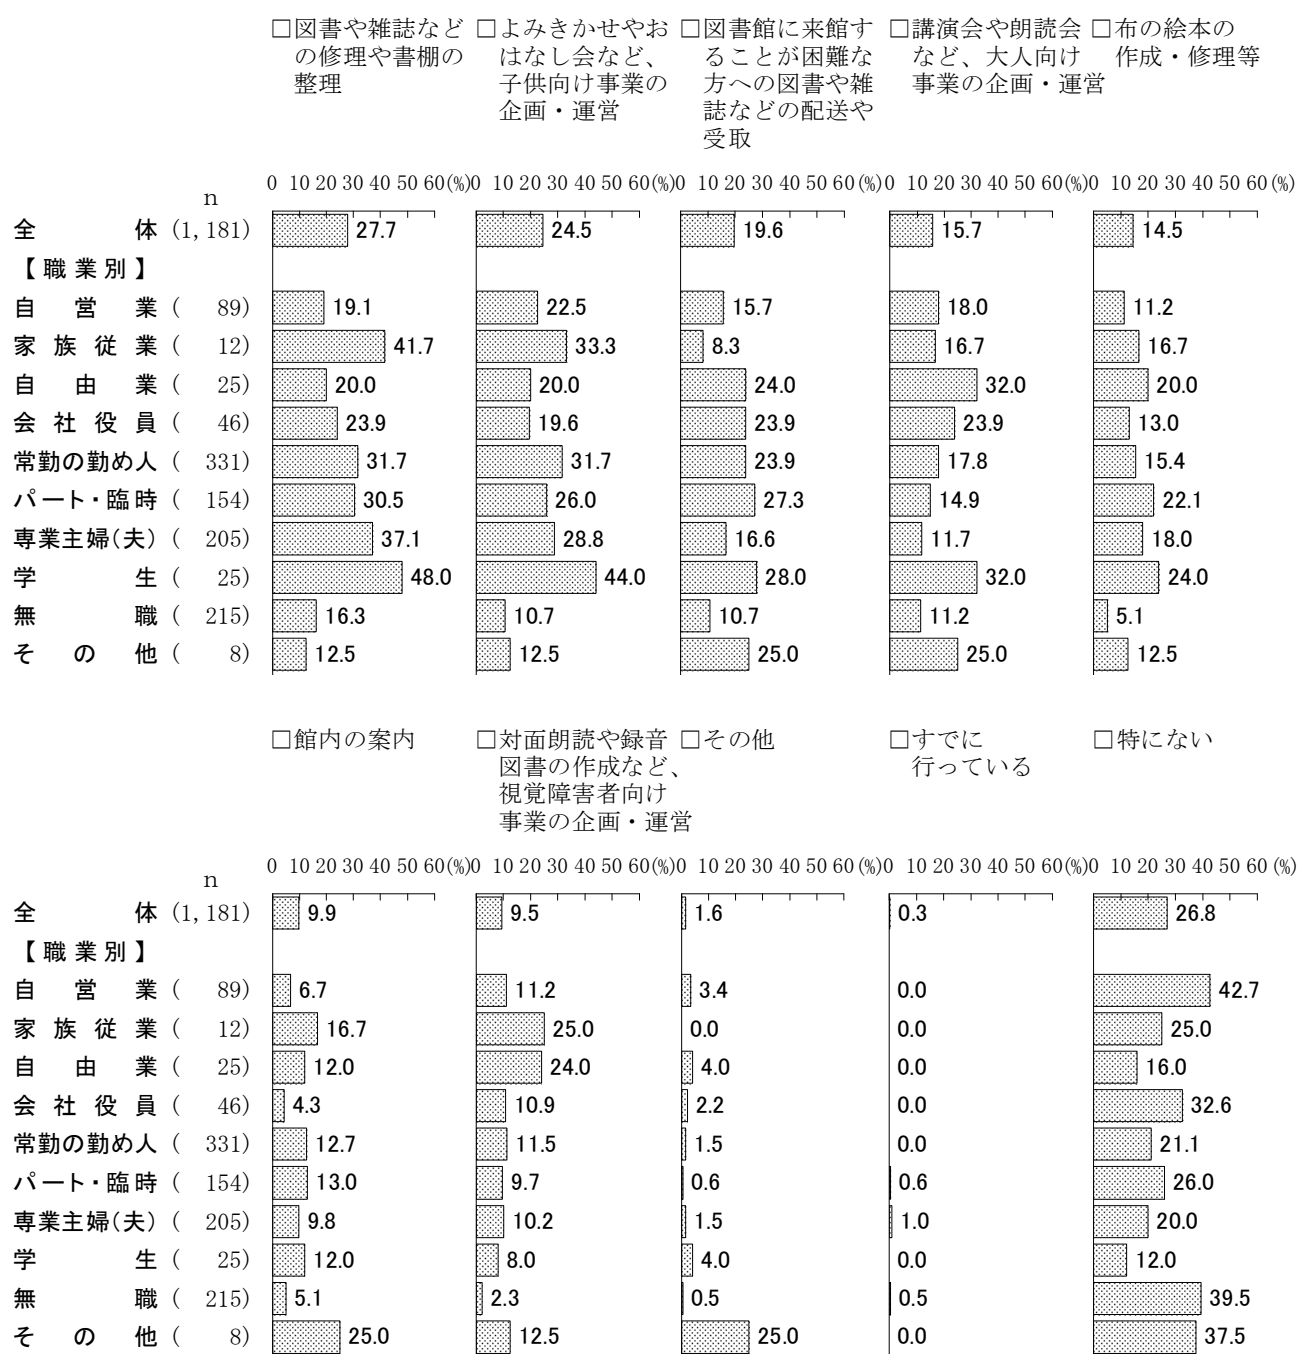 □図書や雑誌など □よみきかせやお □図書館に来館す □講演会や朗読会 □布の絵本の
の修理や書棚の はなし会など、 ることが困難な など、大人向け 作成・修理等
整理 子供向け事業の 方への図書や雑 事業の企画・運営
企画・運営 誌などの配送や
受取
0 10 20 30 40 50 60(%)0 10 20 30 40 50 60(%)0 10 20 30 40 50 60(%)0 10 20 30 40 50 60(%)0 10 20 30 40 50 60(%)
n
全体 (1,181) 27.7 24.5 19.6 15.7 14.5
【職業別】
自営業 ( 89) 19.1 22.5 15.7 18.0 11.2
家族従業 ( 12) 41.7 33.3 8.3 16.7 16.7
自由業 ( 25) 20.0 20.0 24.0 32.0 20.0
会社役員 ( 46) 23.9 19.6 23.9 23.9 13.0
常勤の勤め人 ( 331) 31.7 31.7 23.9 17.8 15.4
パート・臨時 ( 154) 30.5 26.0 27.3 14.9 22.1
専業主婦(夫) ( 205) 37.1 28.8 16.6 11.7 18.0
学生 ( 25) 48.0 44.0 28.0 32.0 24.0
無職 ( 215) 16.3 10.7 10.7 11.2 5.1
その他 ( 8) 12.5 12.5 25.0 25.0 12.5
□館内の案内 □対面朗読や録音 □その他 □すでに □特にない
図書の作成など、 行っている
視覚障害者向け
事業の企画・運営
0 10 20 30 40 50 60(%)0 10 20 30 40 50 60(%)0 10 20 30 40 50 60(%)0 10 20 30 40 50 60(%)0 10 20 30 40 50 60(%)
n
全体 (1,181) 9.9 9.5 1.6 0.3 26.8
【職業別】
自営業 ( 89) 6.7 11.2 3.4 0.0 42.7
家族従業 ( 12) 16.7 25.0 0.0 0.0 25.0
自由業 ( 25) 12.0 24.0 4.0 0.0 16.0
会社役員 ( 46) 4.3 10.9 2.2 0.0 32.6
常勤の勤め人 ( 331) 12.7 11.5 1.5 0.0 21.1
パート・臨時 ( 154) 13.0 9.7 0.6 0.6 26.0
専業主婦(夫) ( 205) 9.8 10.2 1.5 1.0 20.0
学生 ( 25) 12.0 8.0 4.0 0.0 12.0
無職 ( 215) 5.1 2.3 0.5 0.5 39.5
その他 ( 8) 25.0 12.5 25.0 0.0 37.5